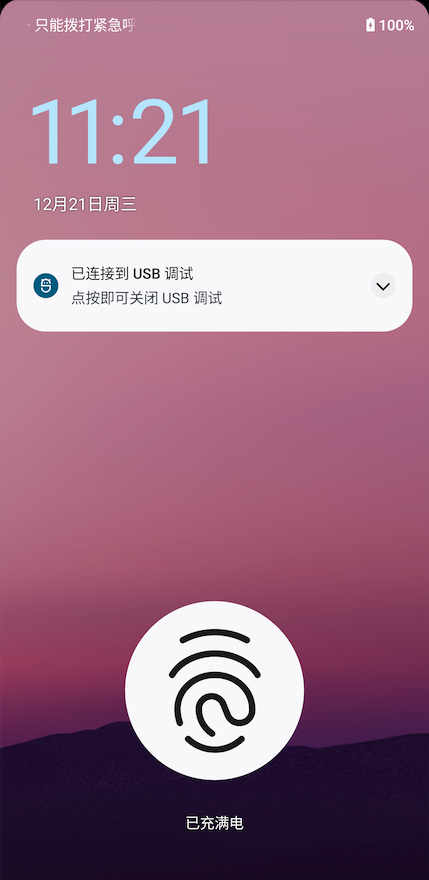 - 只能拨打紧急呼
100%
11:21
12月21日周三
已连接到 USB 调试
点按即可关闭 USB 调试
已充满电